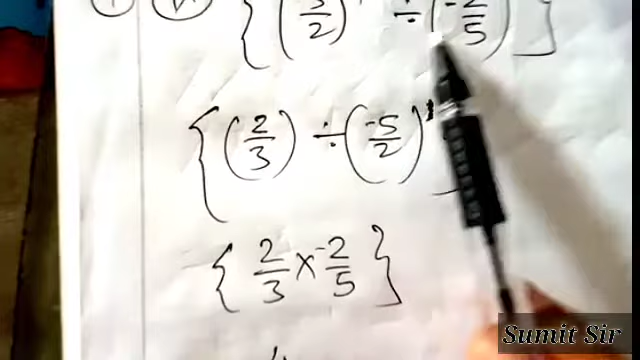 {(3/2) ÷ (-2/5)}
{(2/3) ÷ (-5/2)
{2/3 × -2/5}
Sumit Sir